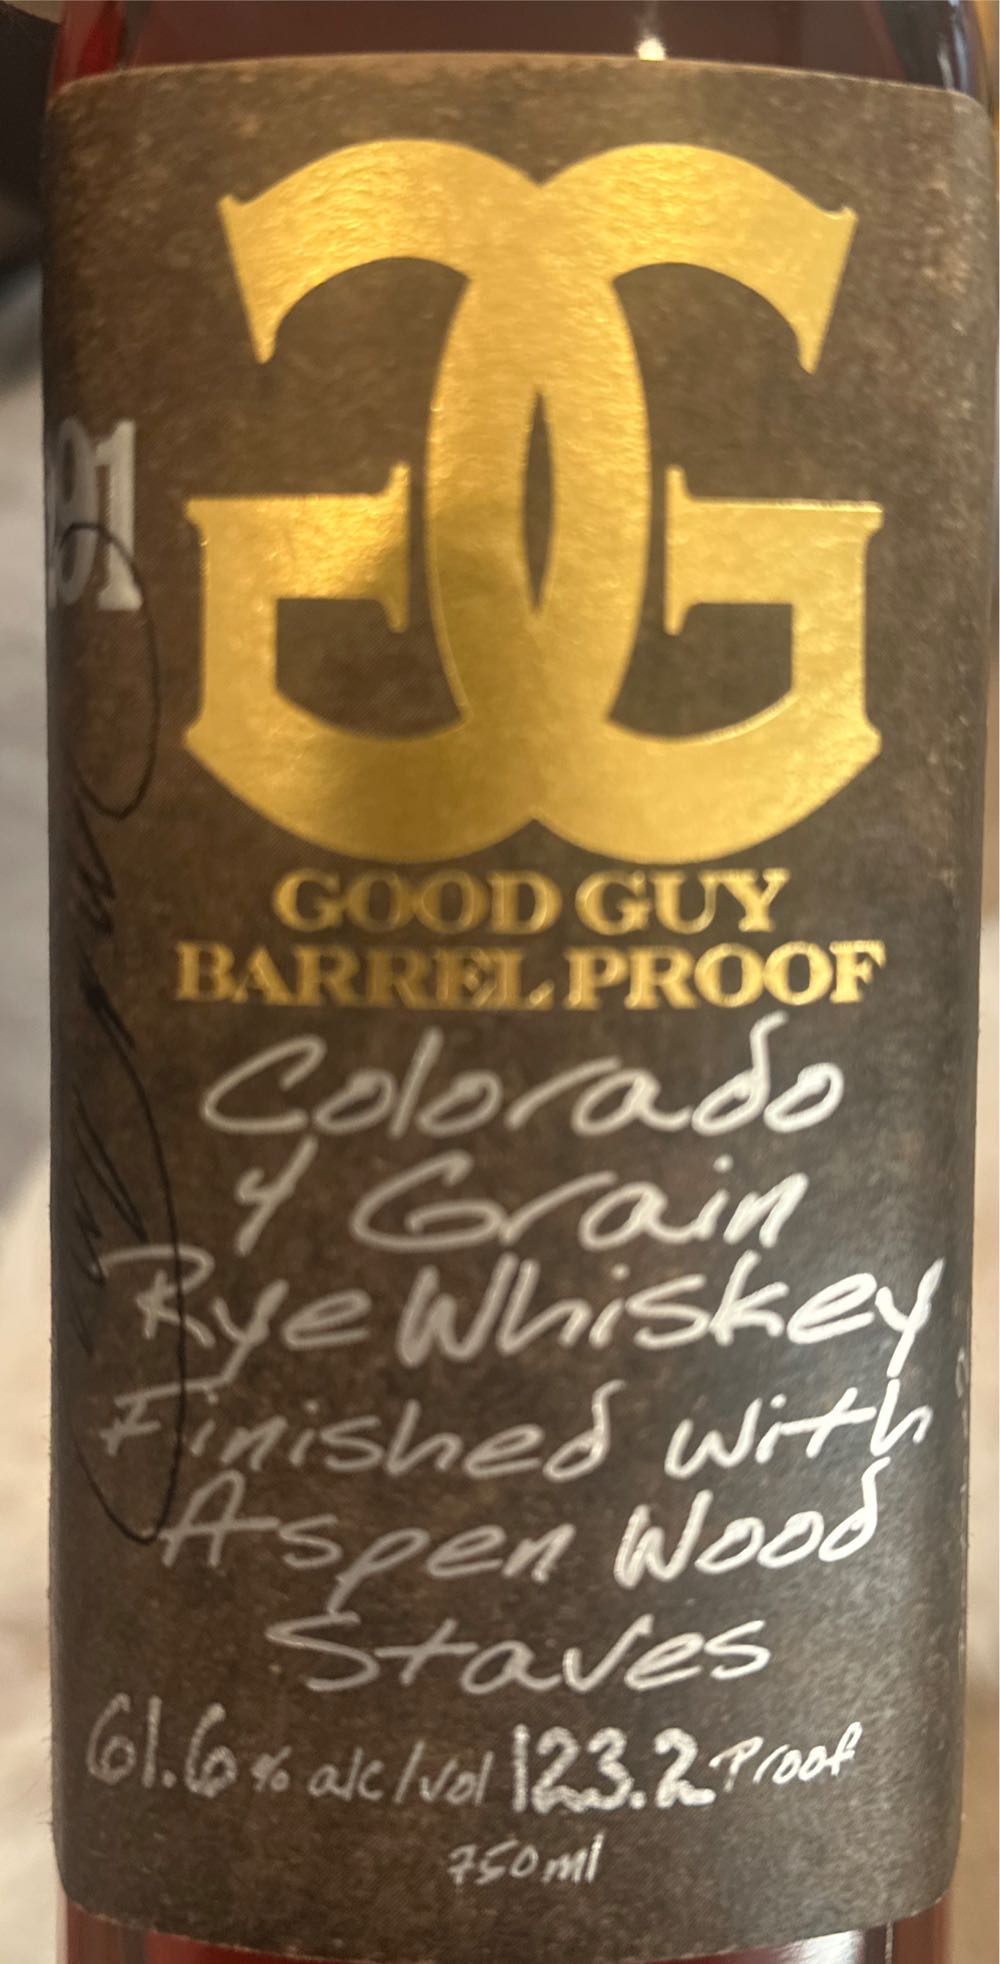 GG
GOOD GUY
BARREL PROOF
Colorado
4 Grain
Rye Whiskey
Finished with
Aspen Wood
Staves
61.6% alc/vol 123.2 Proof
750ml
91